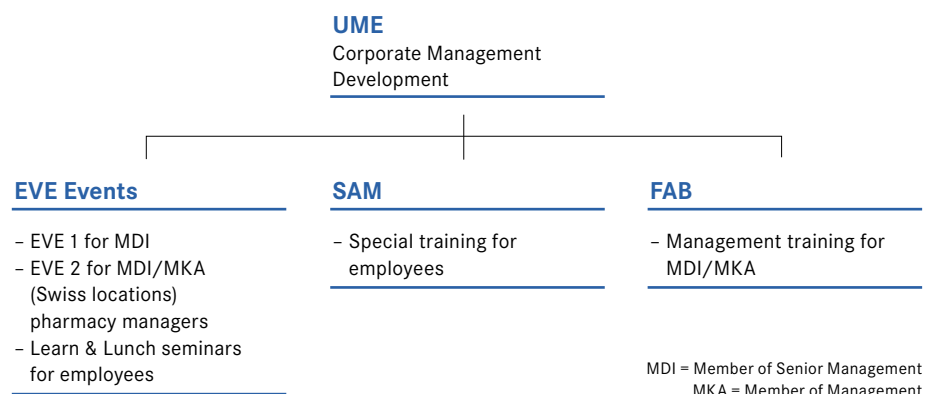 UME
Corporate Management
Development
EVE Events
– EVE 1 for MDI
– EVE 2 for MDI/MKA
(Swiss locations)
pharmacy managers
– Learn & Lunch seminars
for employees
SAM
– Special training for
employees
FAB
– Management training for
MDI/MKA
MDI = Member of Senior Management
MKA = Member of Management